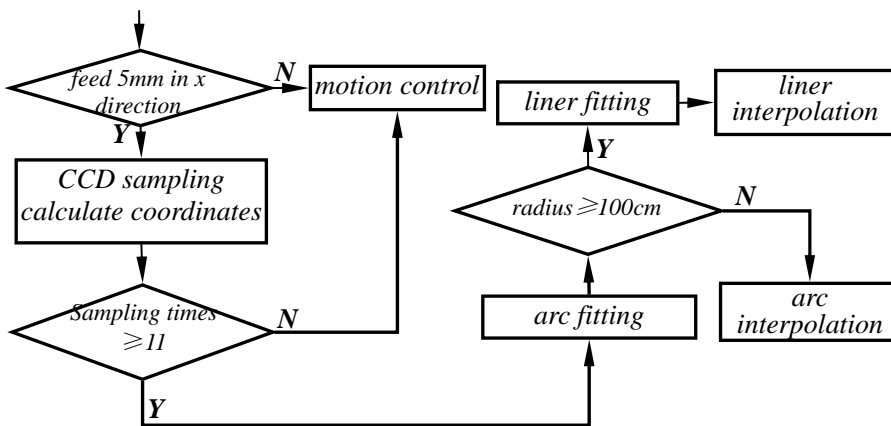 feed 5mm in x
direction
N
motion control
Y
CCD sampling
calculate coordinates
Sampling times
≥11
N
Y
liner fitting
liner
interpolation
Y
radius≥100cm
N
arc fitting
arc
interpolation